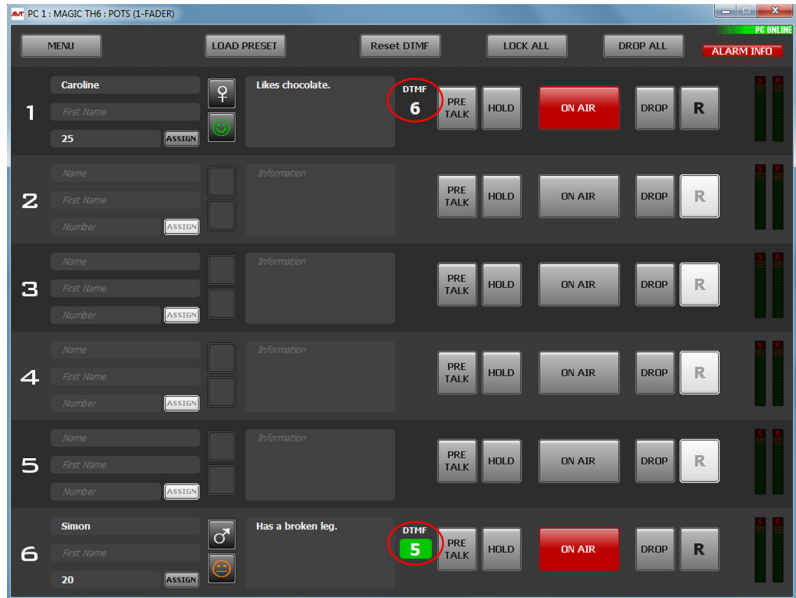 AVT PC 1 : MAGIC TH6 : POTS (1-FADER)
PC ONLINE
MENU LOAD PRESET Reset DTMF LOCK ALL DROP ALL ALARM INFO
1 Caroline First Name 25 ASSIGN Likes chocolate. DTMF 6 PRE TALK HOLD ON AIR DROP R S R
2 Name First Name Number ASSIGN Information PRE TALK HOLD ON AIR DROP R S R
3 Name First Name Number ASSIGN Information PRE TALK HOLD ON AIR DROP R S R
4 Name First Name Number ASSIGN Information PRE TALK HOLD ON AIR DROP R S R
5 Name First Name Number ASSIGN Information PRE TALK HOLD ON AIR DROP R S R
6 Simon First Name 20 ASSIGN Has a broken leg. DTMF 5 PRE TALK HOLD ON AIR DROP R S R